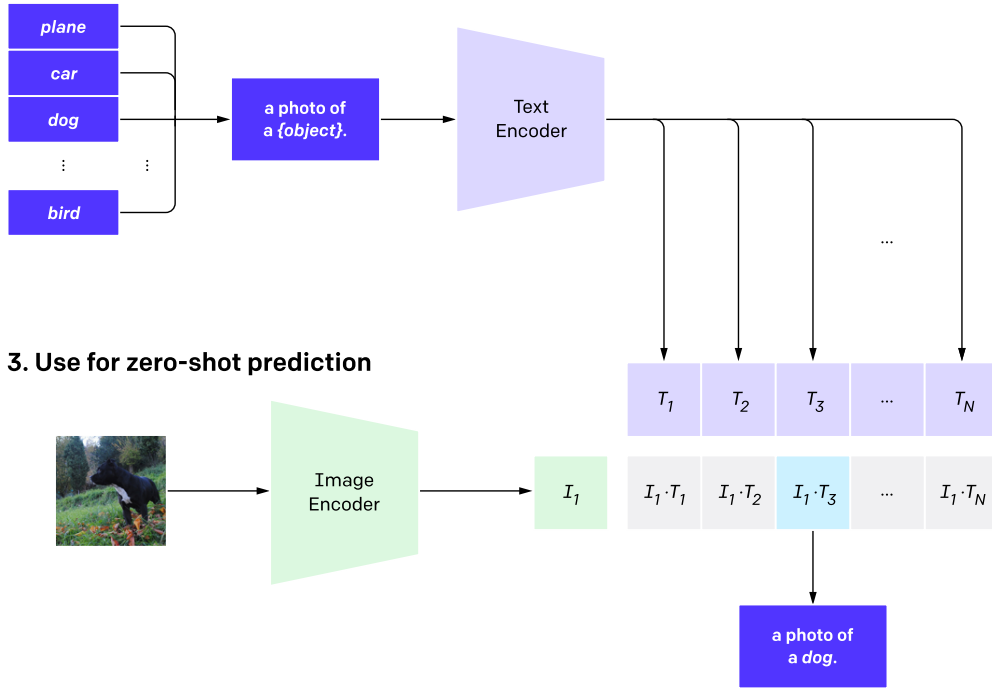 plane
car
dog
⋮ ⋮
bird
a photo of
a {object}.
Text
Encoder
...
3. Use for zero-shot prediction
T1 T2 T3 ... TN
Image
Encoder
I1
I1·T1 I1·T2 I1·T3 ... I1·TN
a photo of
a dog.